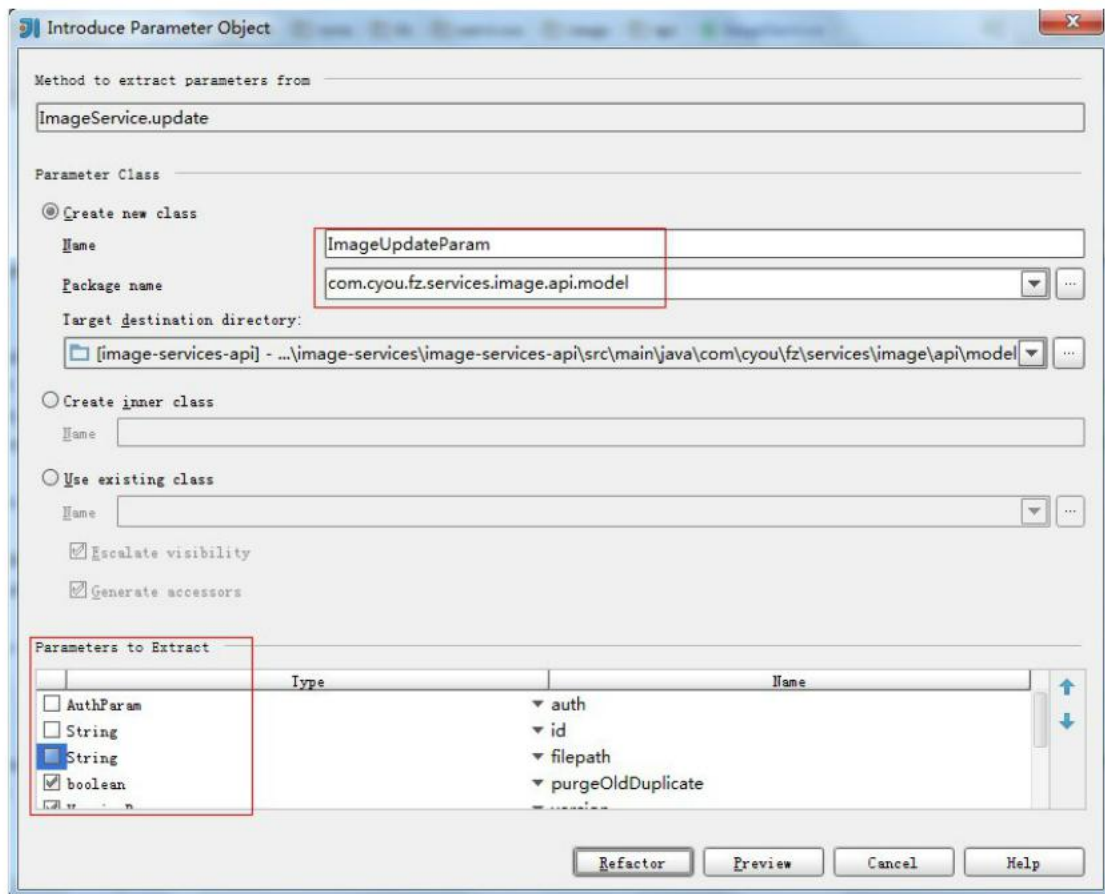 Introduce Parameter Object
Method to extract parameters from
ImageService.update
Parameter Class
Create new class
Name
ImageUpdateParam
Package name
com.cyou.fz.services.image.api.model
...
Target destination directory:
[image-services-api] - ...\image-services\image-services-api\src\main\java\com\cyou\fz\services\image\api\model
...
Create inner class
Name
Use existing class
Name
...
Escalate visibility
Generate accessors
Parameters to Extract
Type Name
AuthParam auth
String id
String filepath
boolean purgeOldDuplicate
Refactor Preview Cancel Help